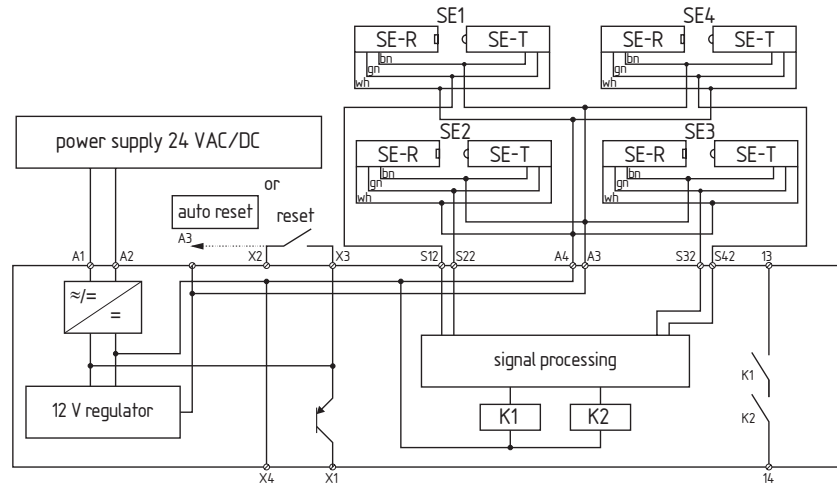 SE1 SE4
SE-R SE-T SE-R SE-T
bn bn
gn gn
wh wh
SE2 SE3
SE-R SE-T SE-R SE-T
bn bn
gn gn
wh wh
power supply 24 VAC/DC
or
auto reset reset
A3
A1 A2 X2 X3 S12 S22 A4 A3 S32 S42 13
≈/=
=
signal processing
12 V regulator
K1 K2
K1
K2
X4 X1 14